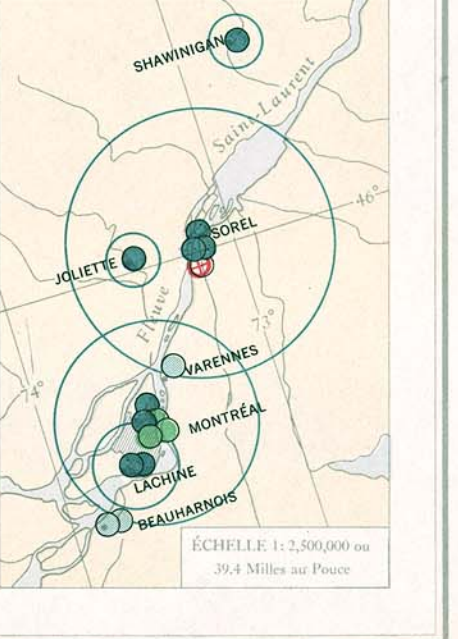 SHAWINIGAN
Saint-Laurent
46°
SOREL
JOLIETTE
Fleuve
73°
VARENNES
74°
MONTRÉAL
LACHINE
BEAUHARNOIS
ÉCHELLE 1: 2,500,000 ou
39.4 Milles au Pouce